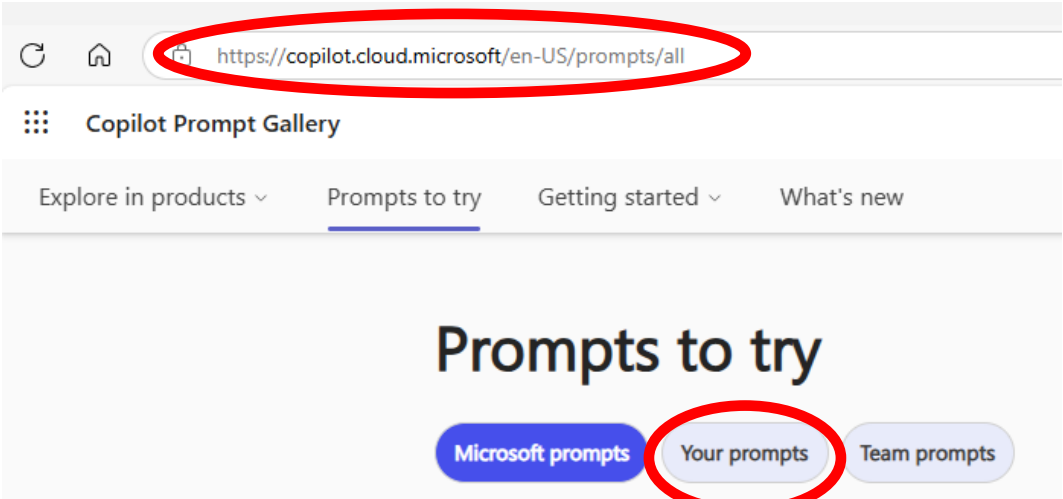 https://copilot.cloud.microsoft/en-US/prompts/all
Copilot Prompt Gallery
Explore in products Prompts to try Getting started What's new
Prompts to try
Microsoft prompts Your prompts Team prompts